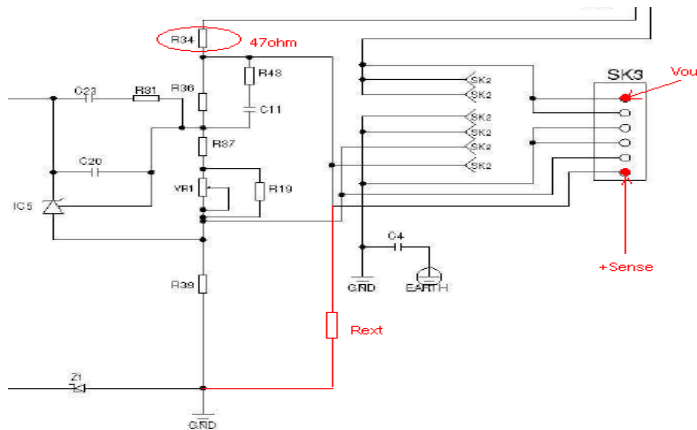 R34
47ohm
R43
SK3
Vou
SK2
C23
R31
R36
SK2
C11
SK2
SK2
R37
SK2
C20
SK2
VR1
R19
IC5
C4
+Sense
R39
GND
EARTH
Rext
Z1
GND